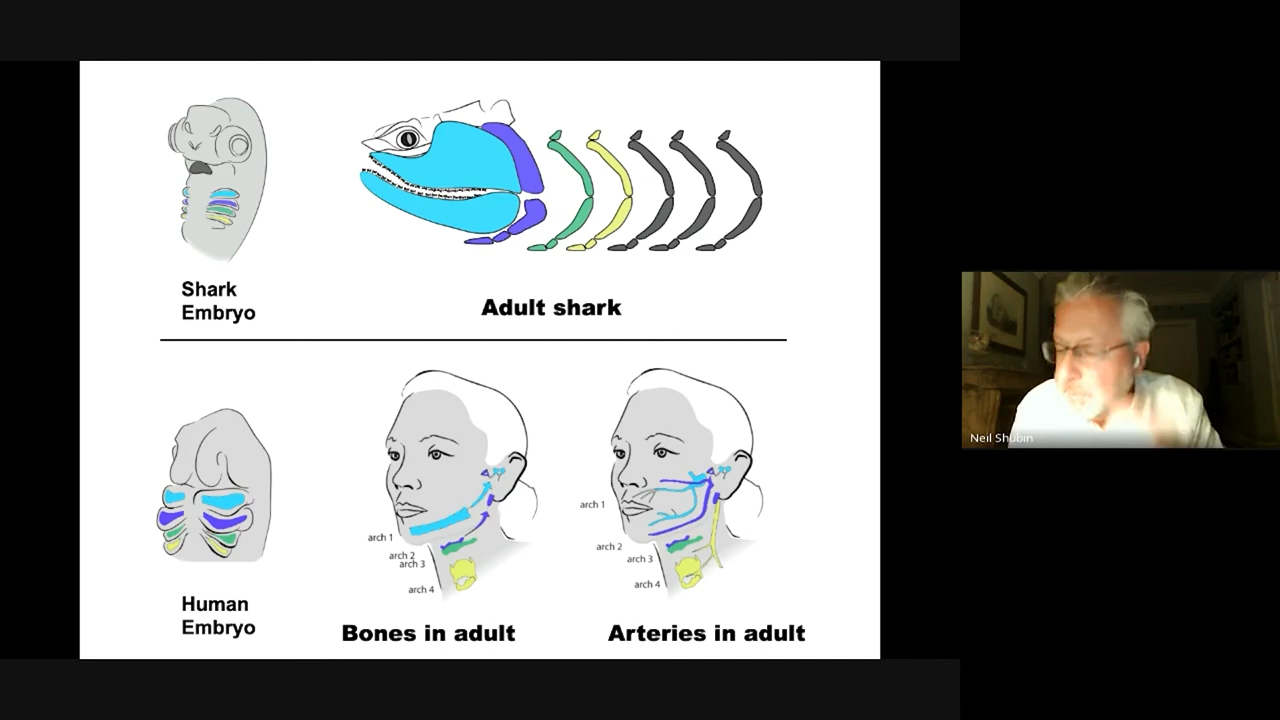 Shark
Embryo
Adult shark
arch 1
arch 2
arch 3
arch 4
arch 1
arch 2
arch 3
arch 4
Human
Embryo
Bones in adult
Arteries in adult
Neil Shubin